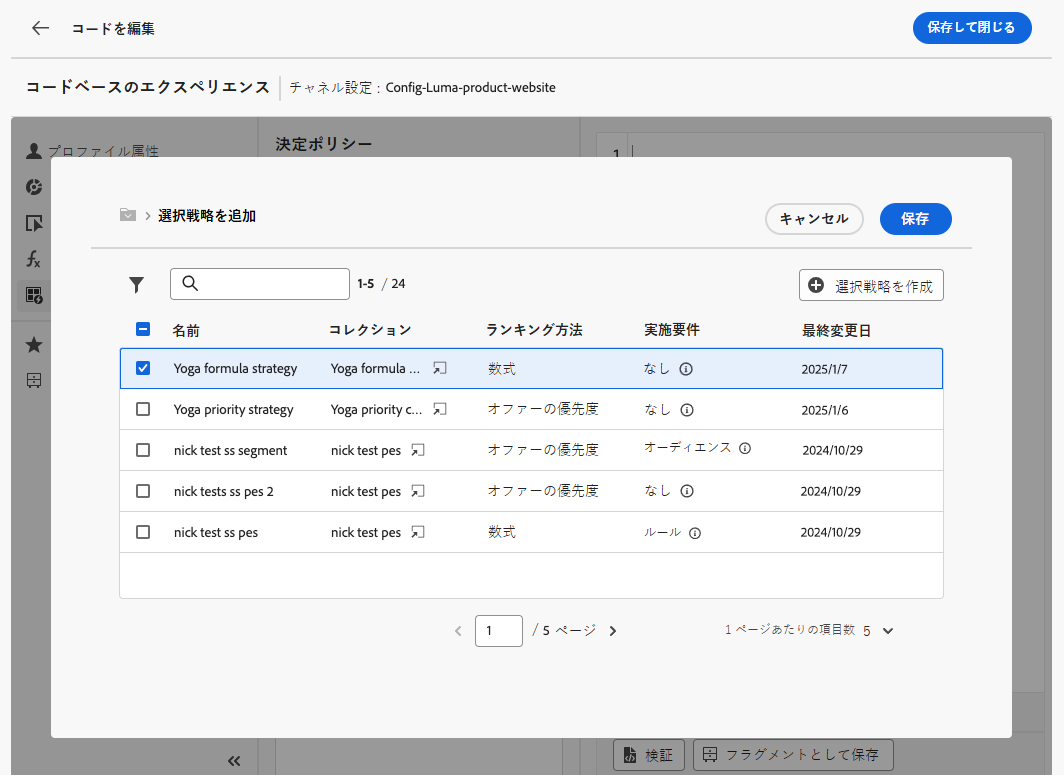 コードを編集 保存して閉じる
コードベースのエクスペリエンス チャネル設定 : Config-Luma-product-website
プロファイル属性 決定ポリシー 1
選択戦略を追加 キャンセル 保存
1-5 / 24 選択戦略を作成
名前 コレクション ランキング方法 実施要件 最終変更日
Yoga formula strategy Yoga formula ... 数式 なし 2025/1/7
Yoga priority strategy Yoga priority c... オファーの優先度 なし 2025/1/6
nick test ss segment nick test pes オファーの優先度 オーディエンス 2024/10/29
nick tests ss pes 2 nick test pes オファーの優先度 なし 2024/10/29
nick test ss pes nick test pes 数式 ルール 2024/10/29
1 / 5 ページ 1 ページあたりの項目数 5
検証 フラグメントとして保存